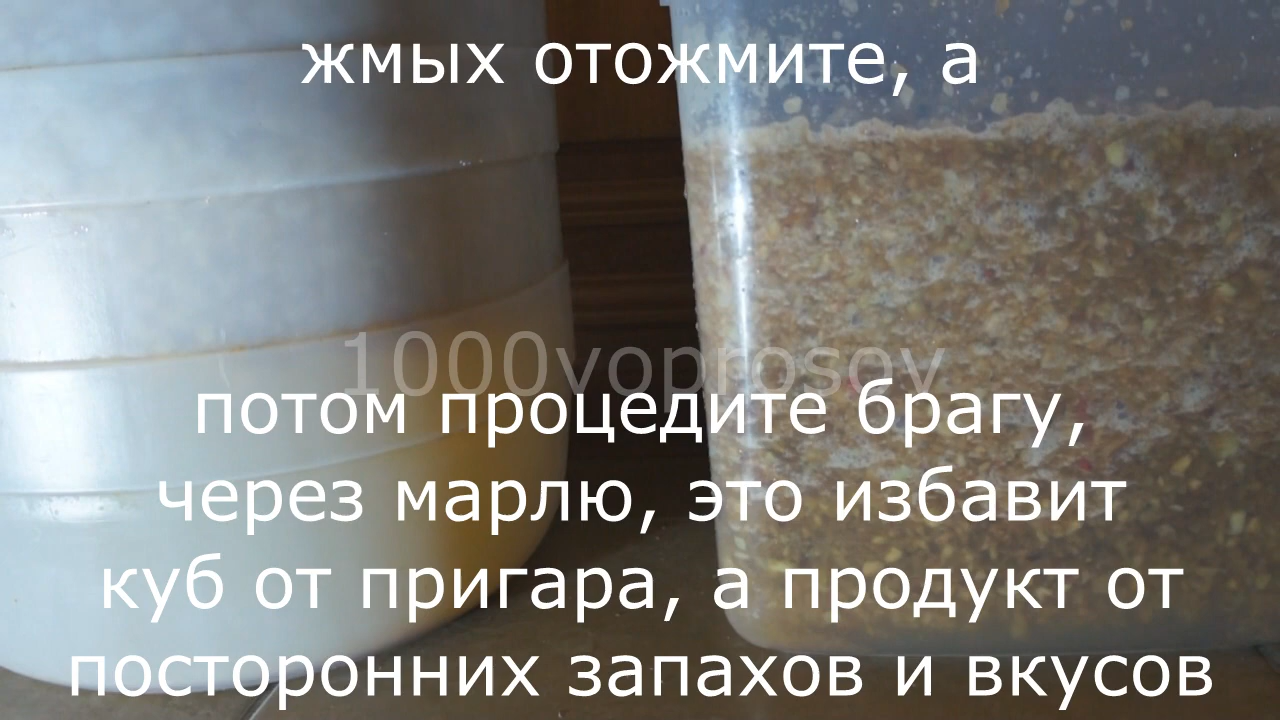 жмых отожмите, а
1000voprosov
потом процедите брагу,
через марлю, это избавит
куб от пригара, а продукт от
посторонних запахов и вкусов